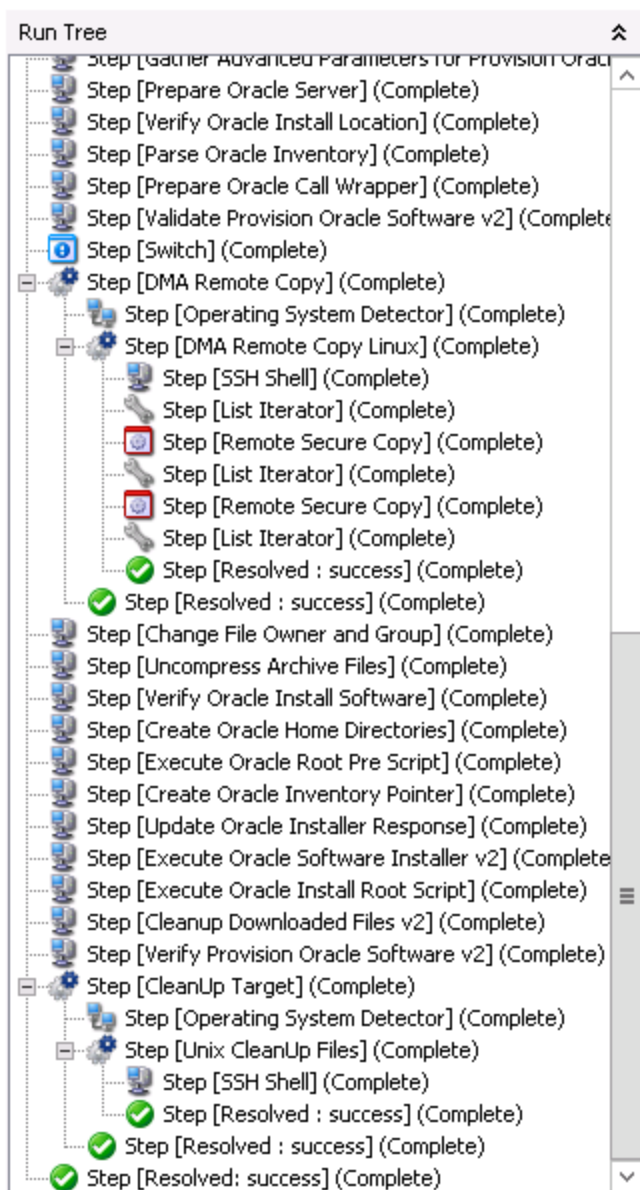 Run Tree
Step [Gather Advanced Parameters for Provision Oracl
Step [Prepare Oracle Server] (Complete)
Step [Verify Oracle Install Location] (Complete)
Step [Parse Oracle Inventory] (Complete)
Step [Prepare Oracle Call Wrapper] (Complete)
Step [Validate Provision Oracle Software v2] (Complete
Step [Switch] (Complete)
Step [DMA Remote Copy] (Complete)
Step [Operating System Detector] (Complete)
Step [DMA Remote Copy Linux] (Complete)
Step [SSH Shell] (Complete)
Step [List Iterator] (Complete)
Step [Remote Secure Copy] (Complete)
Step [List Iterator] (Complete)
Step [Remote Secure Copy] (Complete)
Step [List Iterator] (Complete)
Step [Resolved : success] (Complete)
Step [Resolved : success] (Complete)
Step [Change File Owner and Group] (Complete)
Step [Uncompress Archive Files] (Complete)
Step [Verify Oracle Install Software] (Complete)
Step [Create Oracle Home Directories] (Complete)
Step [Execute Oracle Root Pre Script] (Complete)
Step [Create Oracle Inventory Pointer] (Complete)
Step [Update Oracle Installer Response] (Complete)
Step [Execute Oracle Software Installer v2] (Complete
Step [Execute Oracle Install Root Script] (Complete)
Step [Cleanup Downloaded Files v2] (Complete)
Step [Verify Provision Oracle Software v2] (Complete)
Step [CleanUp Target] (Complete)
Step [Operating System Detector] (Complete)
Step [Unix CleanUp Files] (Complete)
Step [SSH Shell] (Complete)
Step [Resolved : success] (Complete)
Step [Resolved : success] (Complete)
Step [Resolved: success] (Complete)